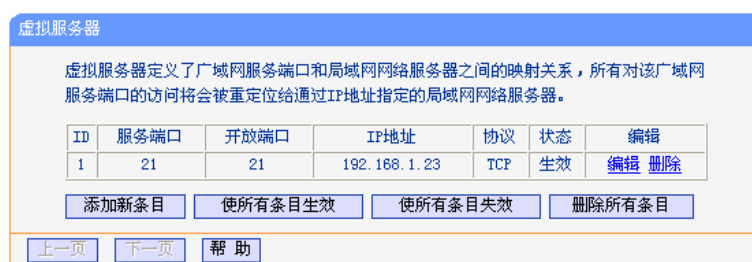 虚拟服务器
虚拟服务器定义了广域网服务端口和局域网网络服务器之间的映射关系，所有对该广域网
服务端口的访问将会被重定位给通过IP地址指定的局域网网络服务器。
ID 服务端口 开放端口 IP地址 协议 状态 编辑
1 21 21 192.168.1.23 TCP 生效 编辑 删除
添加新条目 使所有条目生效 使所有条目失效 删除所有条目
上一页 下一页 帮 助